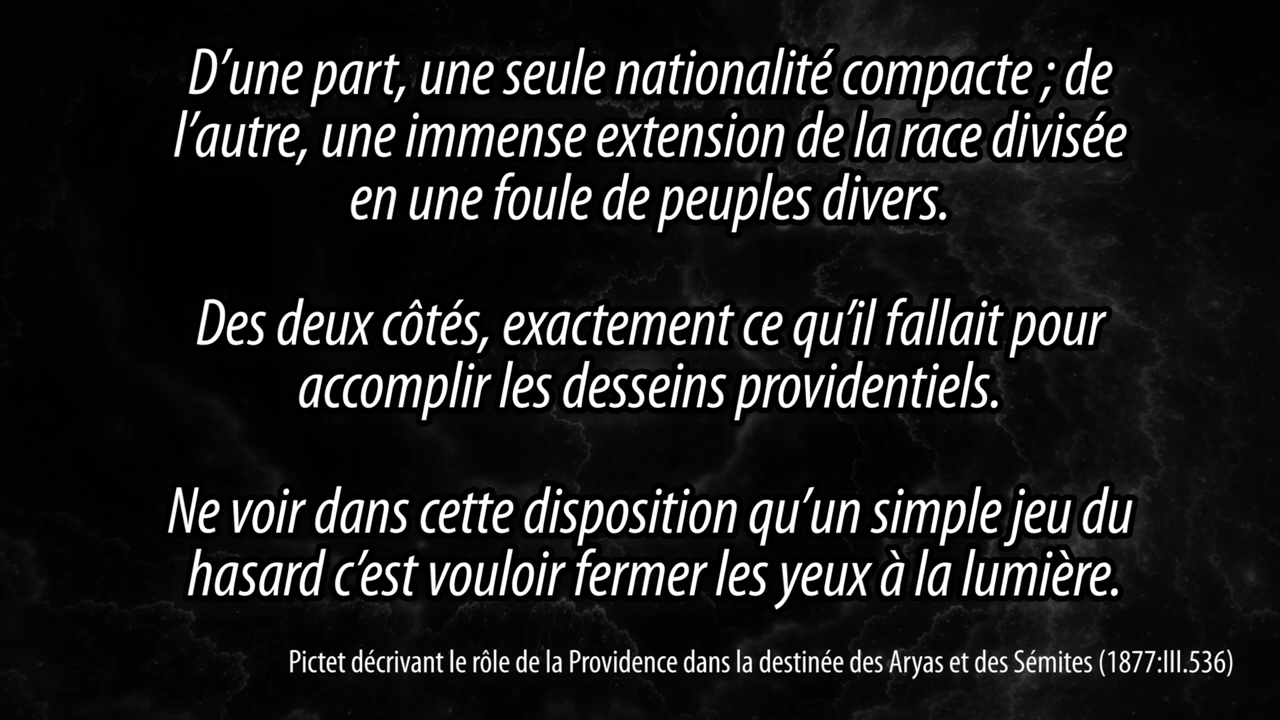 D’une part, une seule nationalité compacte ; de
l’autre, une immense extension de la race divisée
en une foule de peuples divers.
Des deux côtés, exactement ce qu’il fallait pour
accomplir les desseins providentiels.
Ne voir dans cette disposition qu’un simple jeu du
hasard c’est vouloir fermer les yeux à la lumière.
Pictet décrivant le rôle de la Providence dans la destinée des Aryas et des Sémites (1877:III.536)